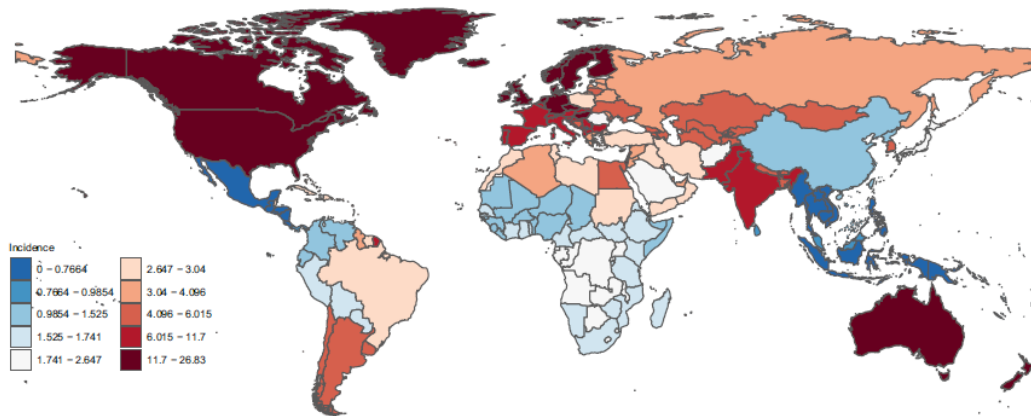 Incidence
0 – 0.7664
0.7664 – 0.9854
0.9854 – 1.525
1.525 – 1.741
1.741 – 2.647
2.647 – 3.04
3.04 – 4.096
4.096 – 6.015
6.015 – 11.7
11.7 – 26.83